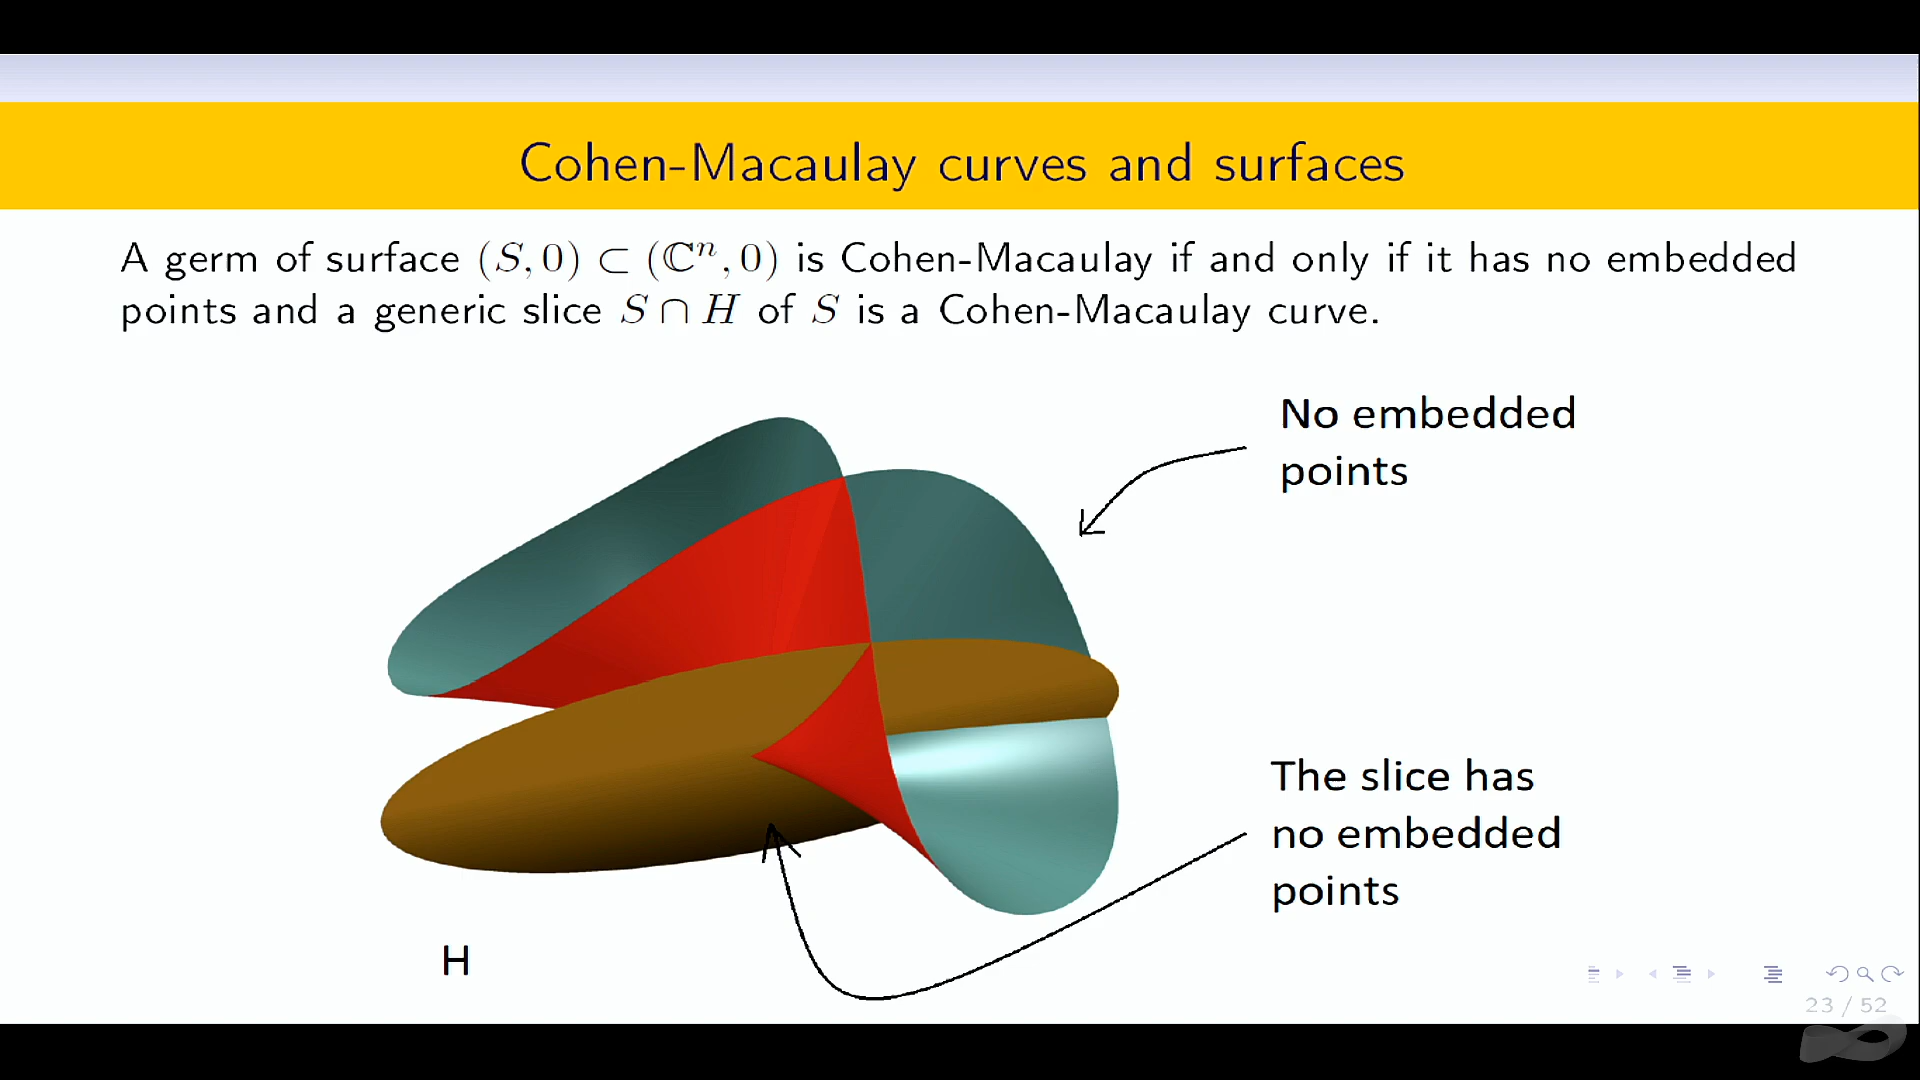 Cohen-Macaulay curves and surfaces
A germ of surface (S, 0) ⊂ (ℂⁿ, 0) is Cohen-Macaulay if and only if it has no embedded
points and a generic slice S ∩ H of S is a Cohen-Macaulay curve.
No embedded
points
The slice has
no embedded
points
H
23 / 52